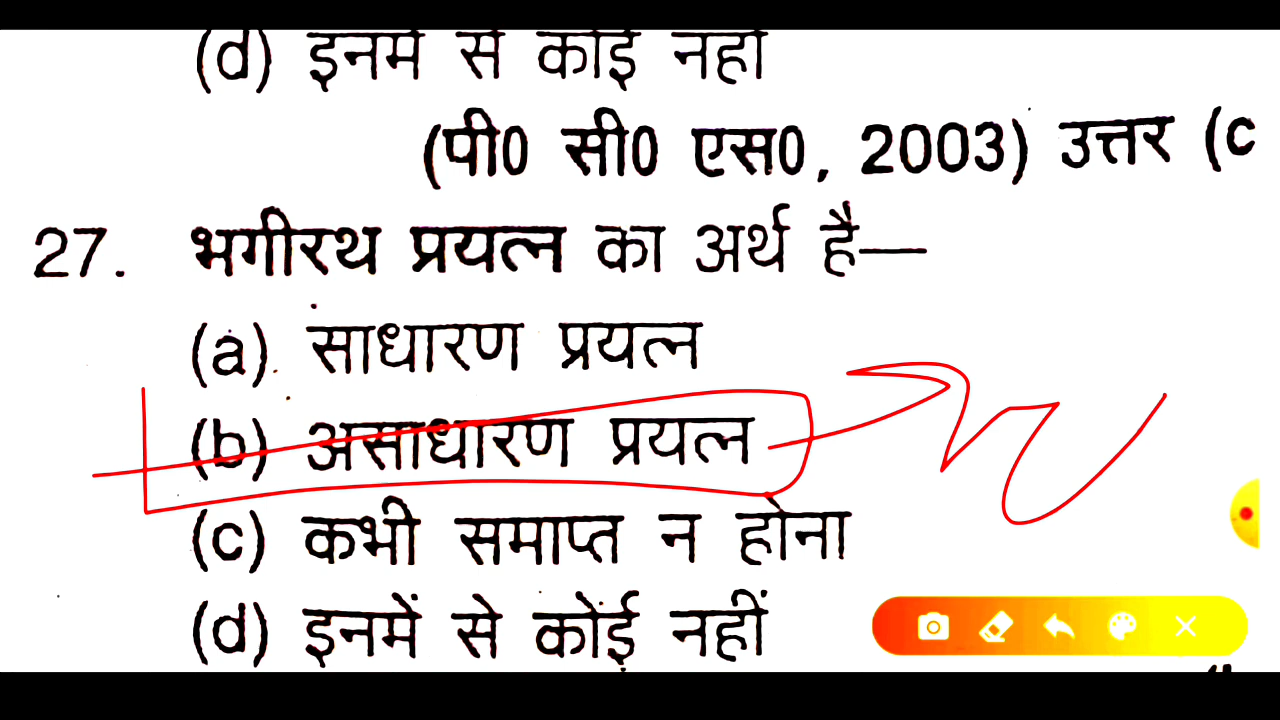 (d) इनमें से कोई नहीं
(पी0 सी0 एस0, 2003) उत्तर (c
27. भगीरथ प्रयत्न का अर्थ है—
(a) साधारण प्रयत्न
(b) असाधारण प्रयत्न
(c) कभी समाप्त न होना
(d) इनमें से कोई नहीं